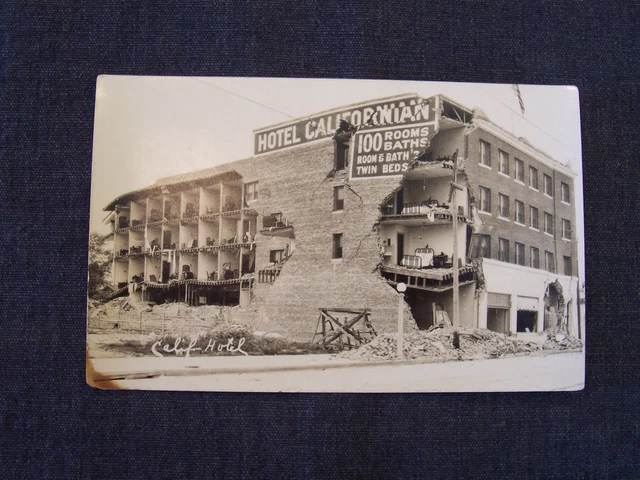 HOTEL CALIFORNIAN
100 ROOMS BATHS
ROOM & BATH $
TWIN BEDS
Calif Hotel